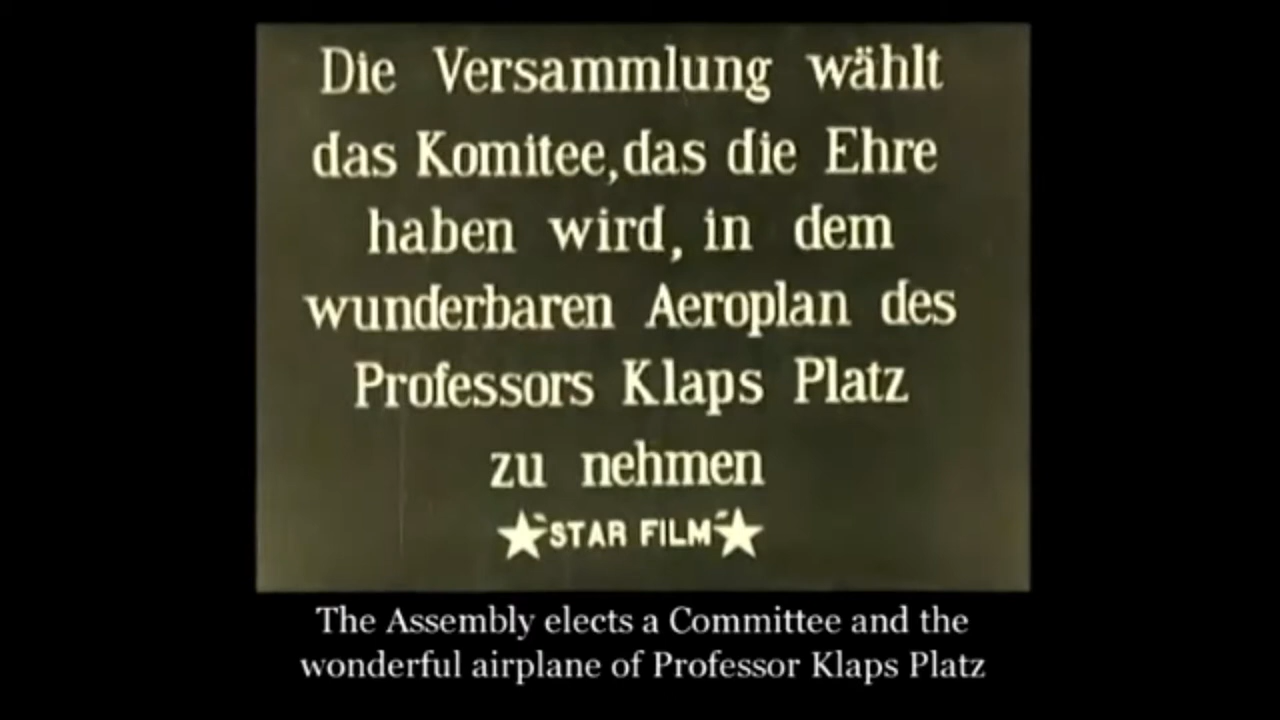 Die Versammlung wählt
das Komitee, das die Ehre
haben wird, in dem
wunderbaren Aeroplan des
Professors Klaps Platz
zu nehmen
★"STAR FILM"★
The Assembly elects a Committee and the
wonderful airplane of Professor Klaps Platz